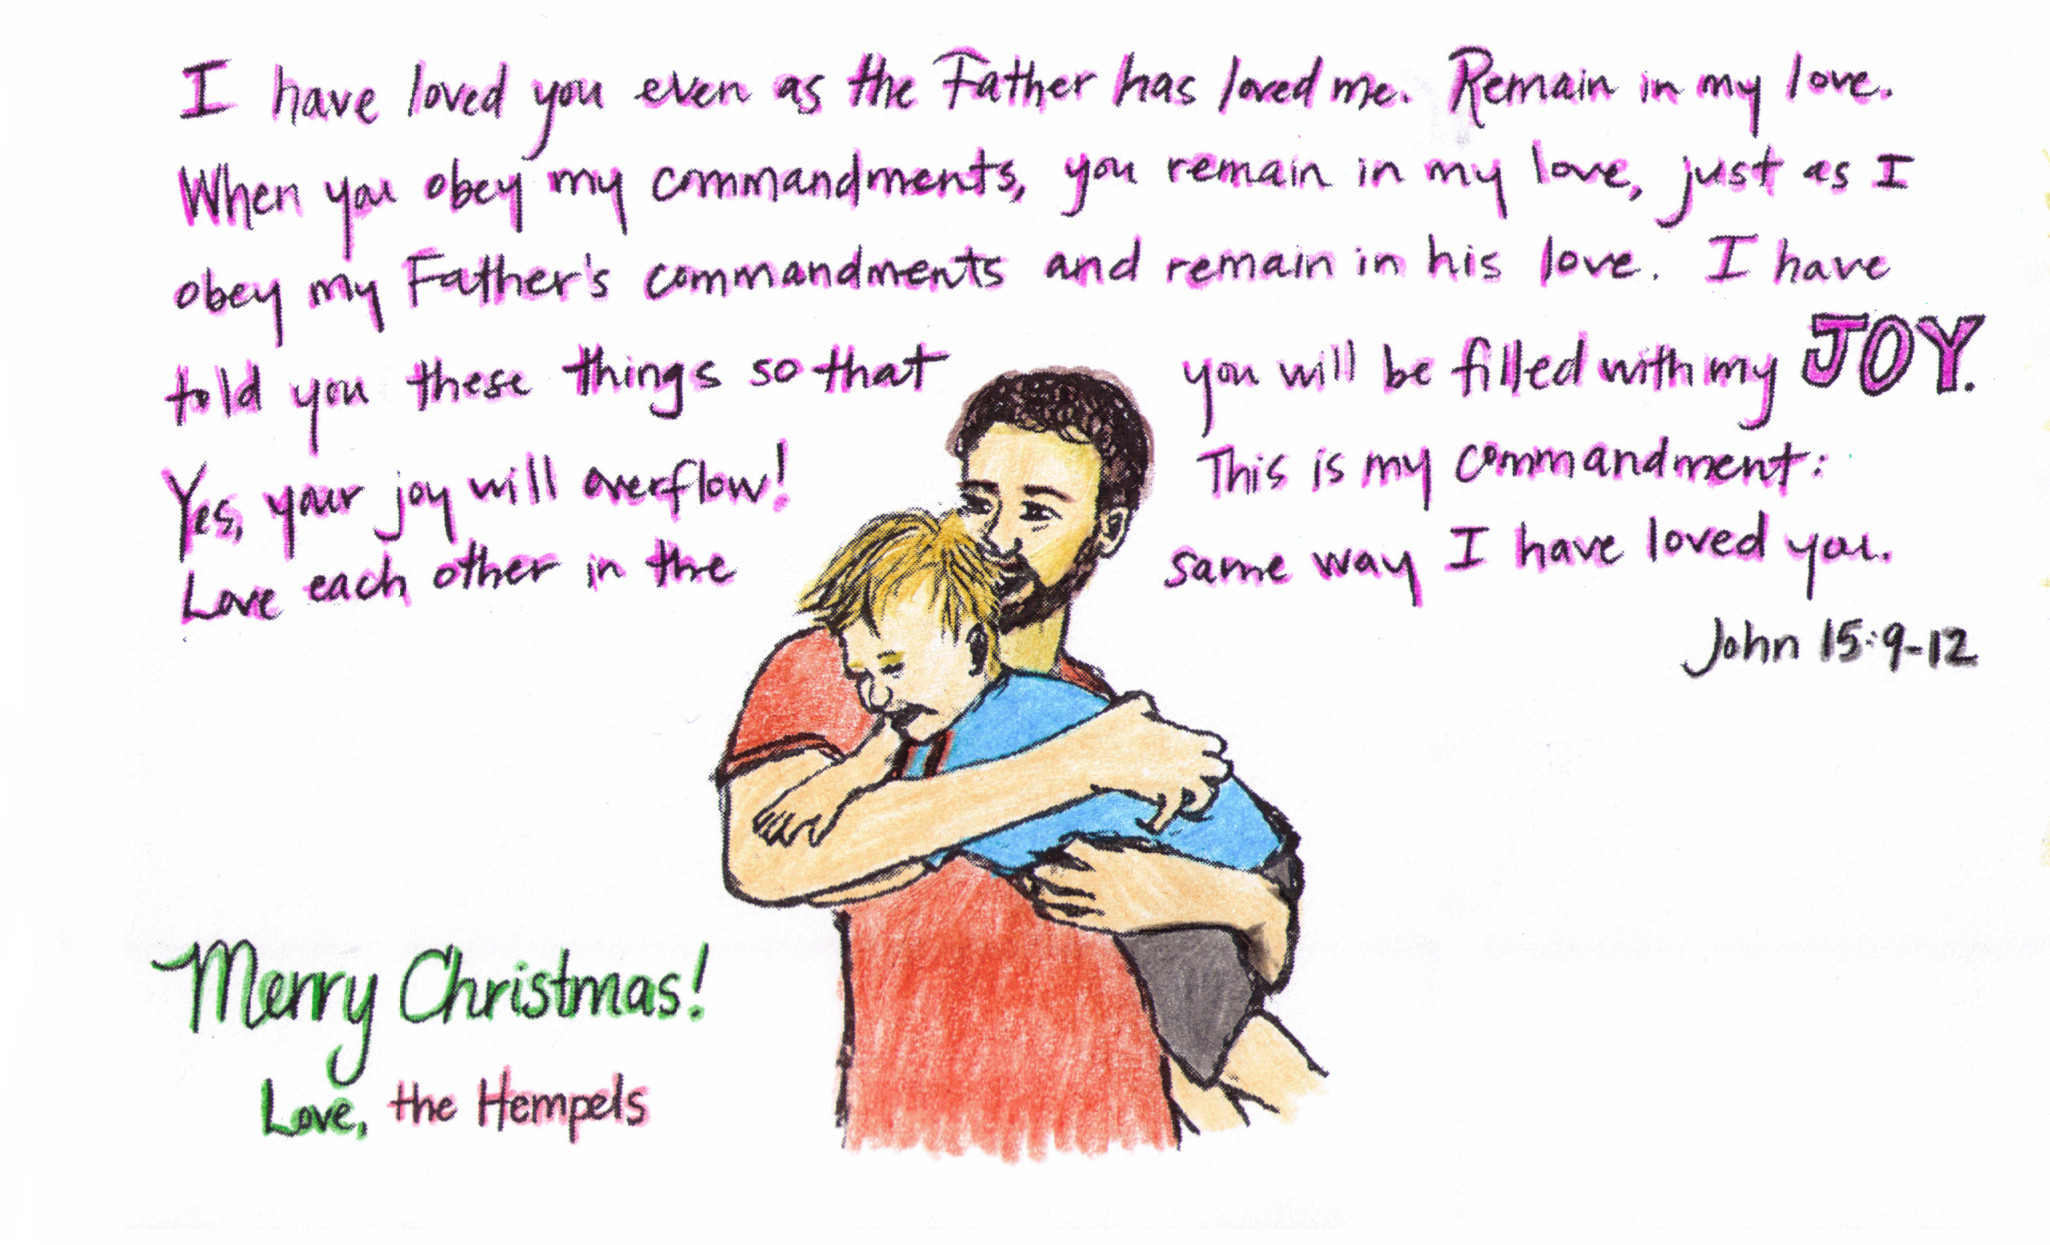 I have loved you even as the Father has loved me. Remain in my love.
When you obey my commandments, you remain in my love, just as I
obey my Father's commandments and remain in his love. I have
told you these things so that you will be filled with my JOY.
Yes, your joy will overflow! This is my commandment:
Love each other in the same way I have loved you.
John 15:9-12
Merry Christmas!
Love, the Hempels